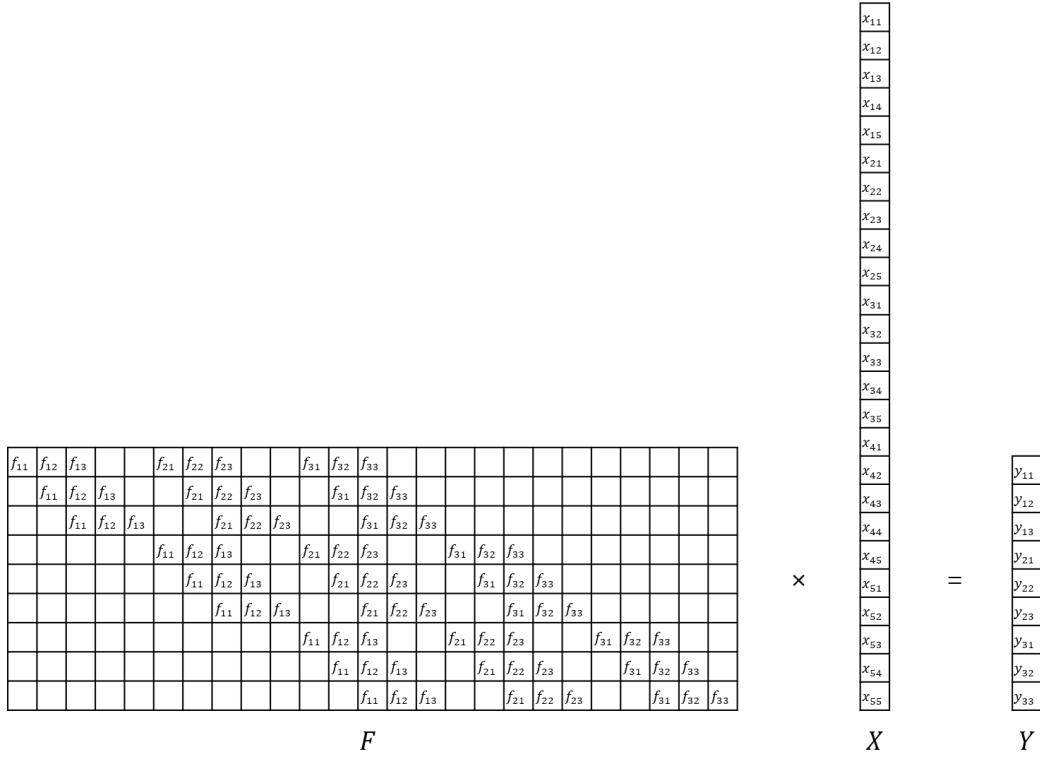 x₁₁
x₁₂
x₁₃
x₁₄
x₁₅
x₂₁
x₂₂
x₂₃
x₂₄
x₂₅
x₃₁
x₃₂
x₃₃
x₃₄
x₃₅
x₄₁
x₄₂
x₄₃
x₄₄
x₄₅
x₅₁
x₅₂
x₅₃
x₅₄
x₅₅
f₁₁ f₁₂ f₁₃ f₂₁ f₂₂ f₂₃ f₃₁ f₃₂ f₃₃
f₁₁ f₁₂ f₁₃ f₂₁ f₂₂ f₂₃ f₃₁ f₃₂ f₃₃
f₁₁ f₁₂ f₁₃ f₂₁ f₂₂ f₂₃ f₃₁ f₃₂ f₃₃
f₁₁ f₁₂ f₁₃ f₂₁ f₂₂ f₂₃ f₃₁ f₃₂ f₃₃
f₁₁ f₁₂ f₁₃ f₂₁ f₂₂ f₂₃ f₃₁ f₃₂ f₃₃
f₁₁ f₁₂ f₁₃ f₂₁ f₂₂ f₂₃ f₃₁ f₃₂ f₃₃
f₁₁ f₁₂ f₁₃ f₂₁ f₂₂ f₂₃ f₃₁ f₃₂ f₃₃
f₁₁ f₁₂ f₁₃ f₂₁ f₂₂ f₂₃ f₃₁ f₃₂ f₃₃
f₁₁ f₁₂ f₁₃ f₂₁ f₂₂ f₂₃ f₃₁ f₃₂ f₃₃
× =
y₁₁
y₁₂
y₁₃
y₂₁
y₂₂
y₂₃
y₃₁
y₃₂
y₃₃
F X Y